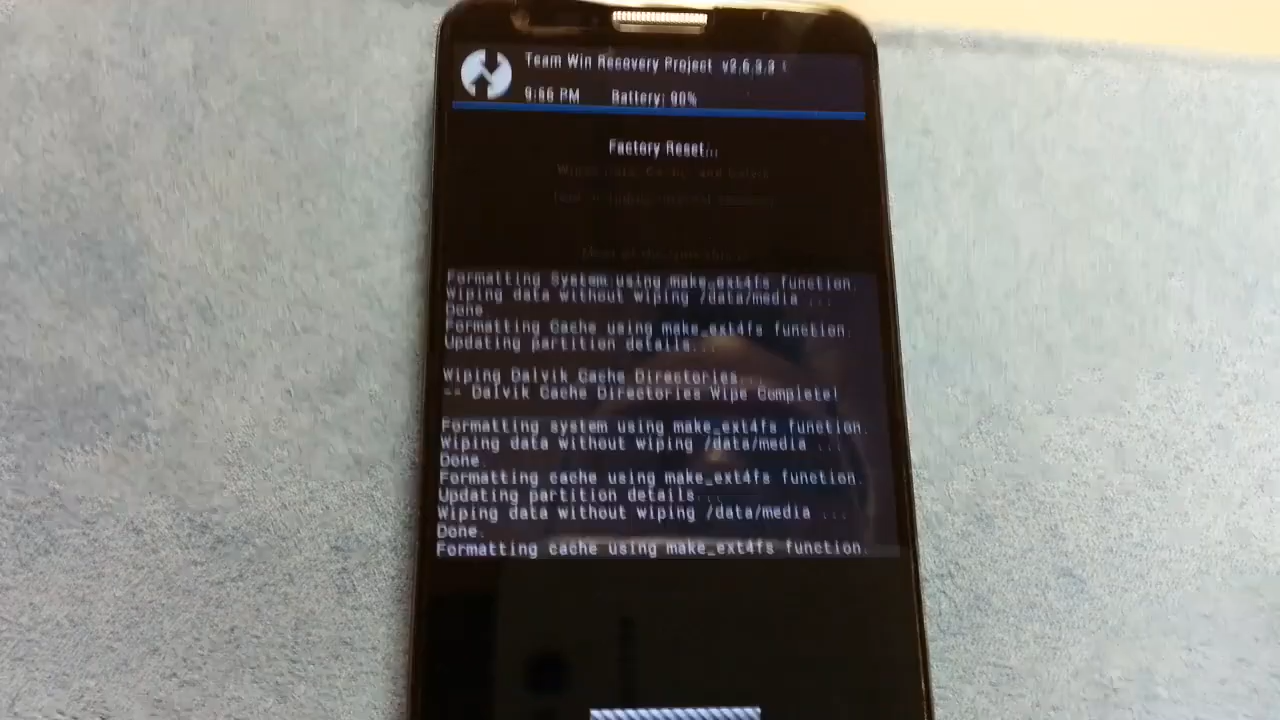 Team Win Recovery Project v2.6.3.3
9:56 PM Battery: 90%
Factory Reset...
Formatting System using make_ext4fs function.
Wiping data without wiping /data/media ...
Done
Formatting Cache using make_ext4fs function.
Updating partition details...
Wiping Dalvik Cache Directories...
-- Dalvik Cache Directories Wipe Complete!
Formatting system using make_ext4fs function.
Wiping data without wiping /data/media ...
Done.
Formatting cache using make_ext4fs function.
Updating partition details...
Wiping data without wiping /data/media ...
Done.
Formatting cache using make_ext4fs function.